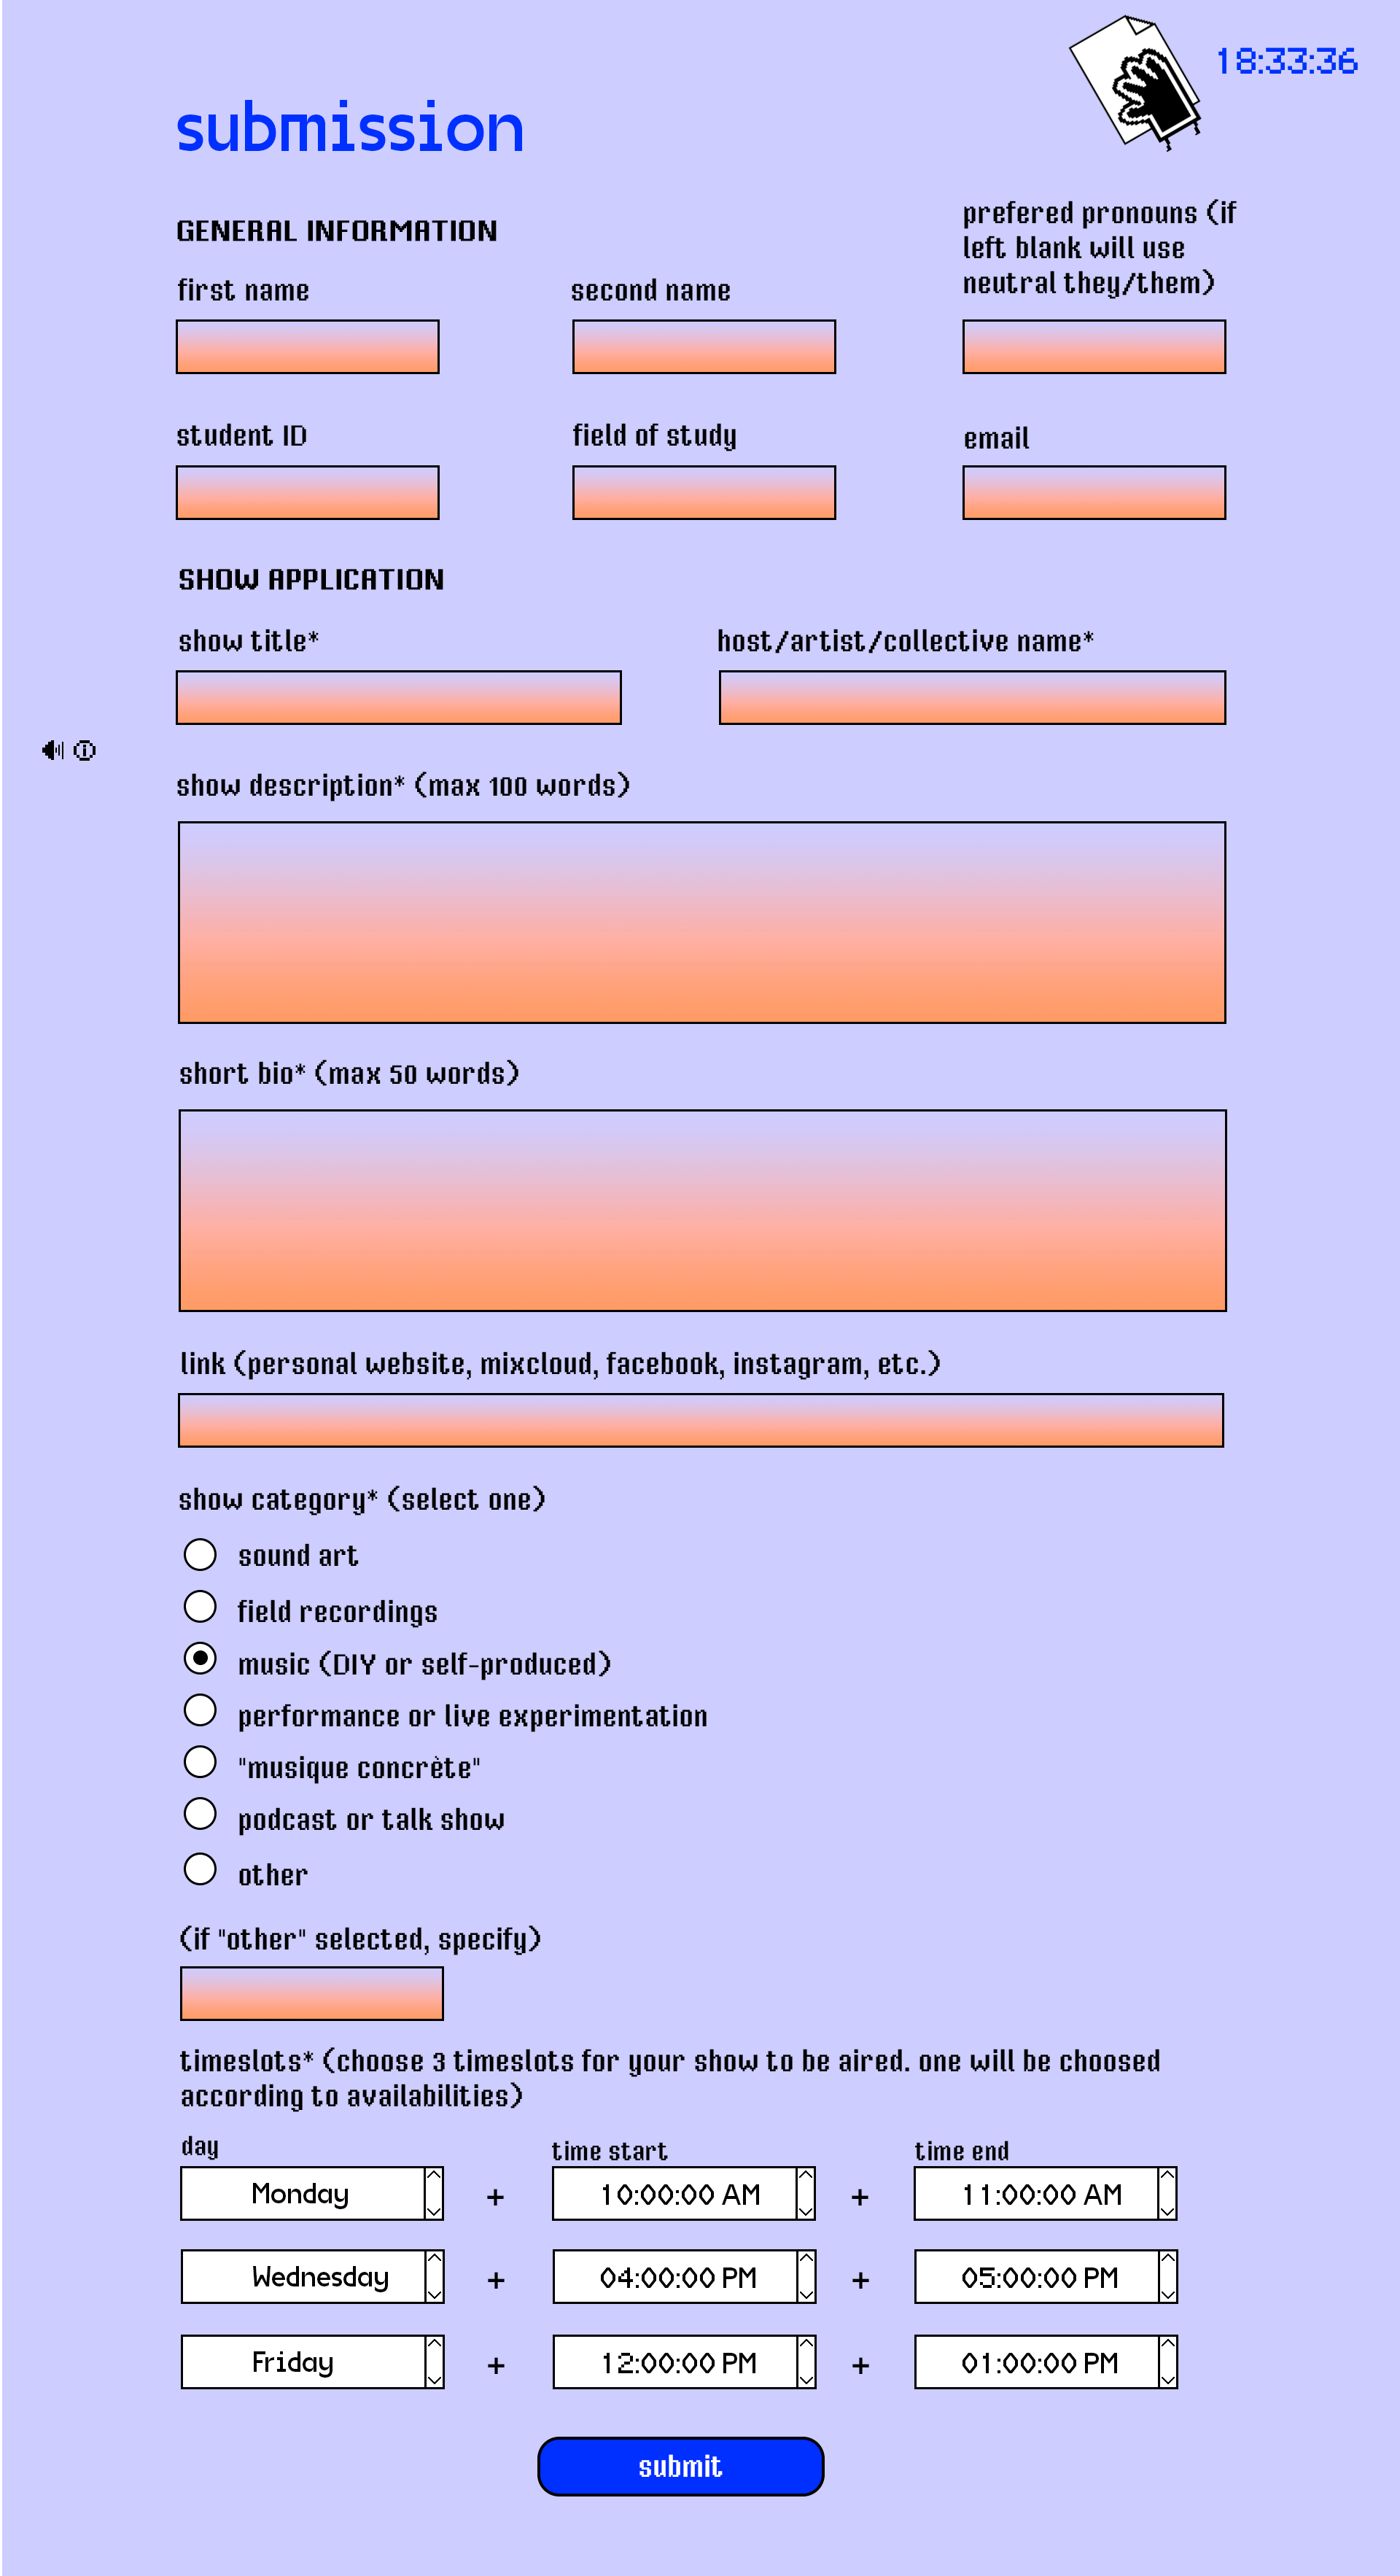 18:33:36
submission
GENERAL INFORMATION
first name
second name
prefered pronouns (if
left blank will use
neutral they/them)
student ID
field of study
email
SHOW APPLICATION
show title*
host/artist/collective name*
show description* (max 100 words)
short bio* (max 50 words)
link (personal website, mixcloud, facebook, instagram, etc.)
show category* (select one)
sound art
field recordings
music (DIY or self-produced)
performance or live experimentation
"musique concrète"
podcast or talk show
other
(if "other" selected, specify)
timeslots* (choose 3 timeslots for your show to be aired. one will be choosed
according to availabilities)
day
time start
time end
Monday + 10:00:00 AM + 11:00:00 AM
Wednesday + 04:00:00 PM + 05:00:00 PM
Friday + 12:00:00 PM + 01:00:00 PM
submit